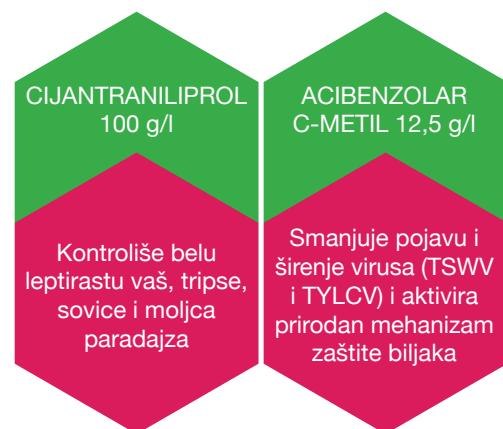 CIJANTRANILIPROL
100 g/l
Kontroliše belu
leptirastu vaš, tripse,
sovice i moljca
paradajza
ACIBENZOLAR
C-METIL 12,5 g/l
Smanjuje pojavu i
širenje virusa (TSWV
i TYLCV) i aktivira
prirodan mehanizam
zaštite biljaka